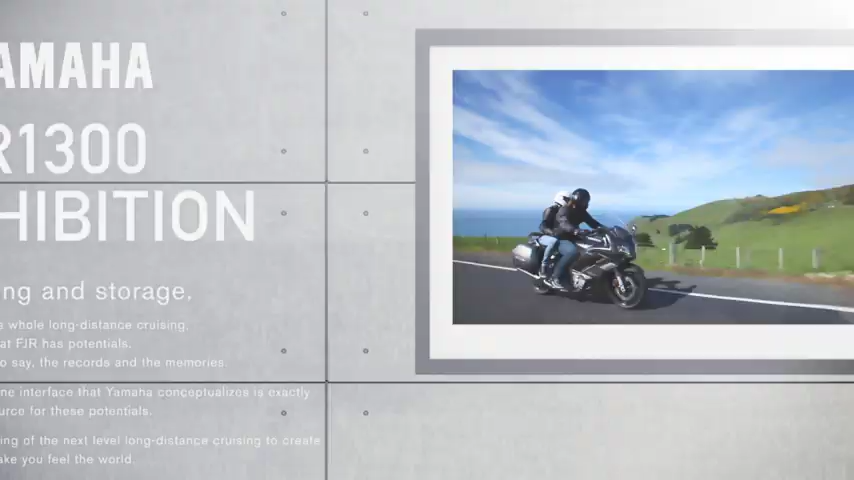 AMAHA
R1300
HIBITION
ng and storage.
whole long-distance cruising.
at FJR has potentials.
o say, the records and the memories.
ne interface that Yamaha conceptualizes is exactly
urce for these potentials.
ing of the next level long-distance cruising to create
ake you feel the world.